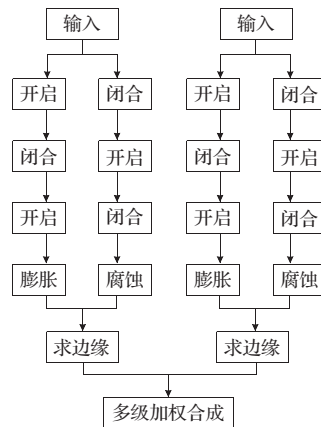 输入 输入
开启 闭合 开启 闭合
闭合 开启 闭合 开启
开启 闭合 开启 闭合
膨胀 腐蚀 膨胀 腐蚀
求边缘 求边缘
多级加权合成